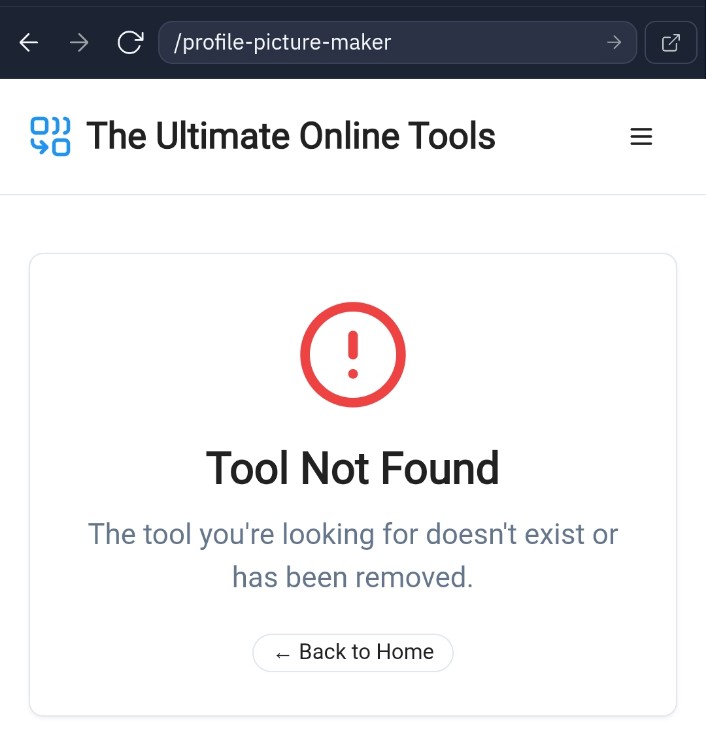 /profile-picture-maker
The Ultimate Online Tools
Tool Not Found
The tool you're looking for doesn't exist or
has been removed.
← Back to Home